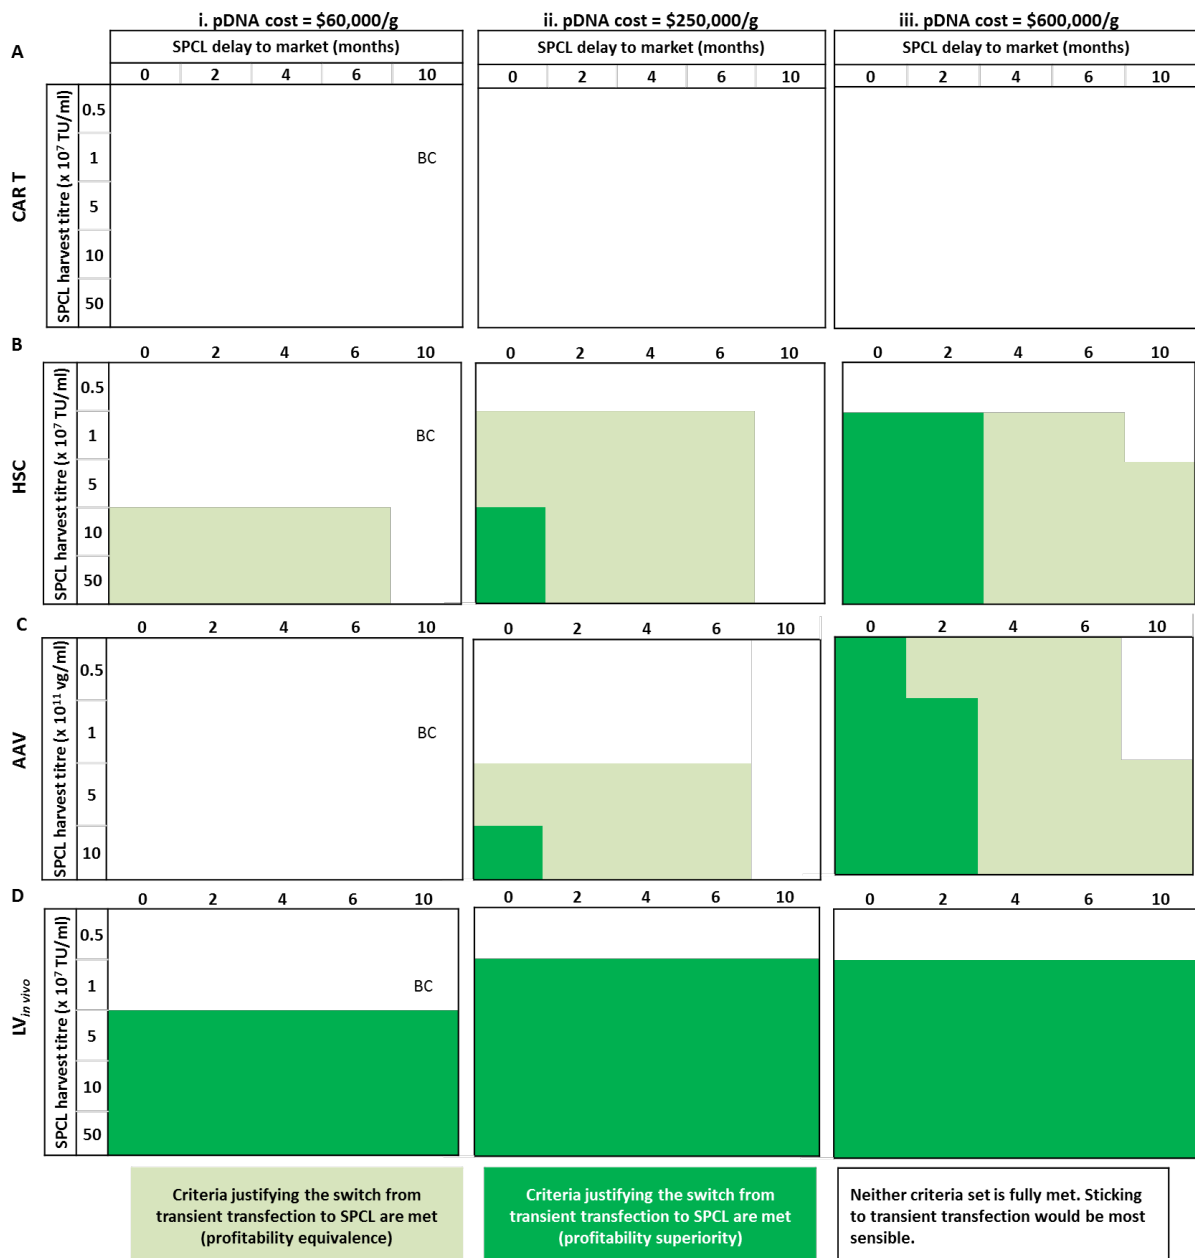 i. pDNA cost = $60,000/g
ii. pDNA cost = $250,000/g
iii. pDNA cost = $600,000/g
A
SPCL delay to market (months)
SPCL delay to market (months)
SPCL delay to market (months)
0 2 4 6 10
0 2 4 6 10
0 2 4 6 10
CAR T
SPCL harvest titre (x 10⁷ TU/ml)
0.5
1
5
10
50
BC
B
0 2 4 6 10
0 2 4 6 10
0 2 4 6 10
HSC
SPCL harvest titre (x 10⁷ TU/ml)
0.5
1
5
10
50
BC
C
0 2 4 6 10
0 2 4 6 10
0 2 4 6 10
AAV
SPCL harvest titre (x 10¹¹ vg/ml)
0.5
1
5
10
BC
D
0 2 4 6 10
0 2 4 6 10
0 2 4 6 10
LV in vivo
SPCL harvest titre (x 10⁷ TU/ml)
0.5
1
5
10
50
BC
Criteria justifying the switch from
transient transfection to SPCL are met
(profitability equivalence)
Criteria justifying the switch from
transient transfection to SPCL are met
(profitability superiority)
Neither criteria set is fully met. Sticking
to transient transfection would be most
sensible.